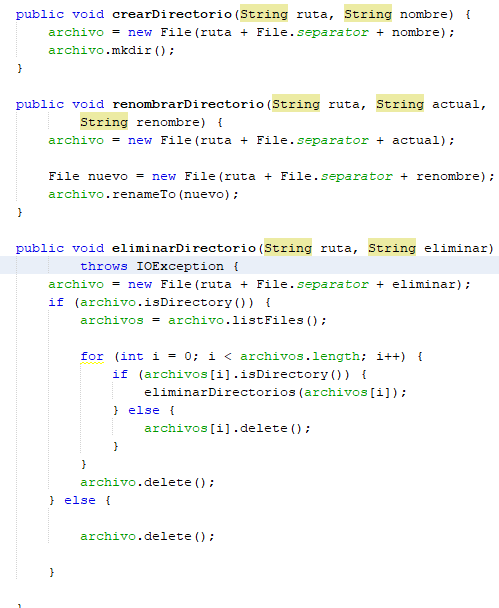 public void crearDirectorio(String ruta, String nombre) {
    archivo = new File(ruta + File.separator + nombre);
    archivo.mkdir();
}

public void renombrarDirectorio(String ruta, String actual,
        String renombre) {
    archivo = new File(ruta + File.separator + actual);

    File nuevo = new File(ruta + File.separator + renombre);
    archivo.renameTo(nuevo);
}

public void eliminarDirectorio(String ruta, String eliminar)
        throws IOException {
    archivo = new File(ruta + File.separator + eliminar);
    if (archivo.isDirectory()) {
        archivos = archivo.listFiles();

        for (int i = 0; i < archivos.length; i++) {
            if (archivos[i].isDirectory()) {
                eliminarDirectorios(archivos[i]);
            } else {
                archivos[i].delete();
            }
        }
        archivo.delete();
    } else {

        archivo.delete();

    }

}